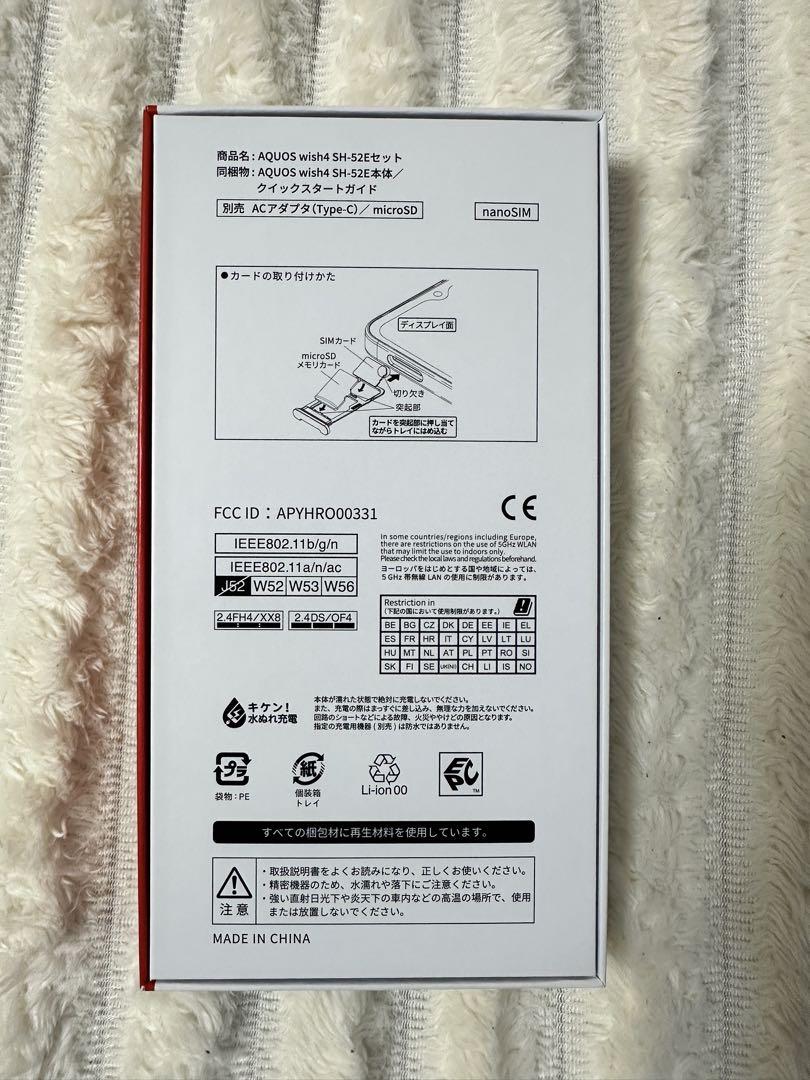 商品名：AQUOS wish4 SH-52Eセット
同梱物：AQUOS wish4 SH-52E本体／
クイックスタートガイド
別売 ACアダプタ(Type-C)／ microSD
nanoSIM
●カードの取り付けかた
ディスプレイ面
SIMカード
microSD
メモリカード
切り欠き
突起部
カードを突起部に押し当て
ながらトレイにはめ込む
FCC ID：APYHRO00331
CE
IEEE802.11b/g/n
IEEE802.11a/n/ac
J52 W52 W53 W56
2.4FH4/XX8 2.4DS/OF4
In some countries/regions including Europe,
there are restrictions on the use of 5GHz WLAN
that may limit the use to indoors only.
Please check the local laws and regulations beforehand.
ヨーロッパをはじめとする国や地域によっては、
5 GHz 帯無線 LAN の使用に制限があります。
Restriction in
(下記の国において使用制限があります。)
BE BG CZ DK DE EE IE EL
ES FR HR IT CY LV LT LU
HU MT NL AT PL PT RO SI
SK FI SE UK(NI) CH LI IS NO
キケン！
水ぬれ充電
本体が濡れた状態で絶対に充電しないでください。
また、充電の際はまっすぐに差し込み、無理な力を加えないでください。
回路のショートなどによる故障、火災ややけどの原因となります。
指定の充電用機器(別売)は防水ではありません。
プラ
袋物：PE
紙
個装箱
トレイ
Li-ion 00
EPC
TM
すべての梱包材に再生材料を使用しています。
注意
・取扱説明書をよくお読みになり、正しくお使いください。
・精密機器のため、水濡れや落下にご注意ください。
・強い直射日光下や炎天下の車内などの高温の場所で、使用
または放置しないでください。
MADE IN CHINA